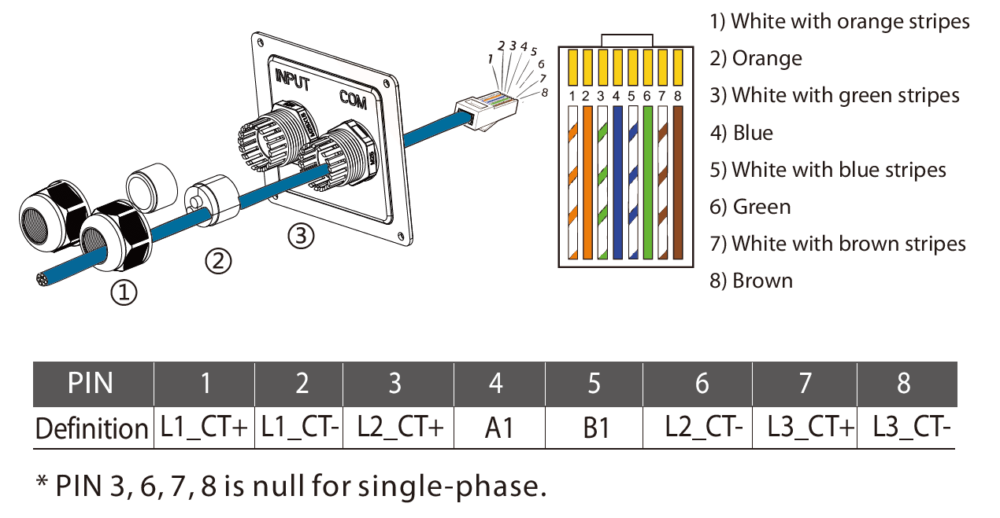 INPUT
COM
1 2 3 4 5 6 7 8
① ② ③
1 2 3 4 5 6 7 8
1) White with orange stripes
2) Orange
3) White with green stripes
4) Blue
5) White with blue stripes
6) Green
7) White with brown stripes
8) Brown
PIN 1 2 3 4 5 6 7 8
Definition L1_CT+ L1_CT- L2_CT+ A1 B1 L2_CT- L3_CT+ L3_CT-
* PIN 3, 6, 7, 8 is null for single-phase.